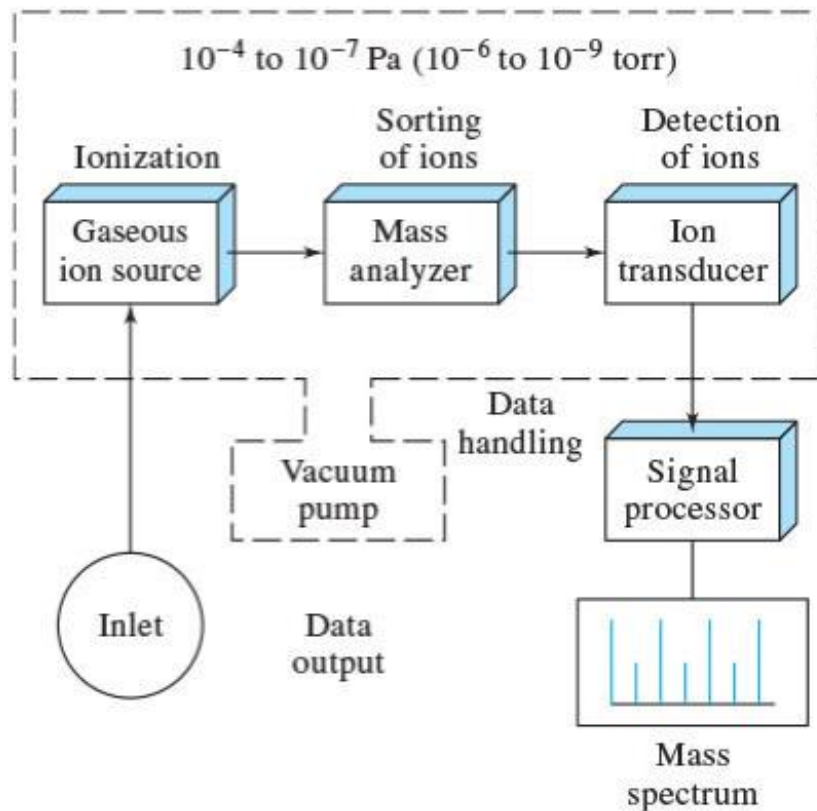 10⁻⁴ to 10⁻⁷ Pa (10⁻⁶ to 10⁻⁹ torr)
Ionization
Sorting
of ions
Detection
of ions
Gaseous
ion source
Mass
analyzer
Ion
transducer
Data
handling
Vacuum
pump
Signal
processor
Inlet
Data
output
Mass
spectrum